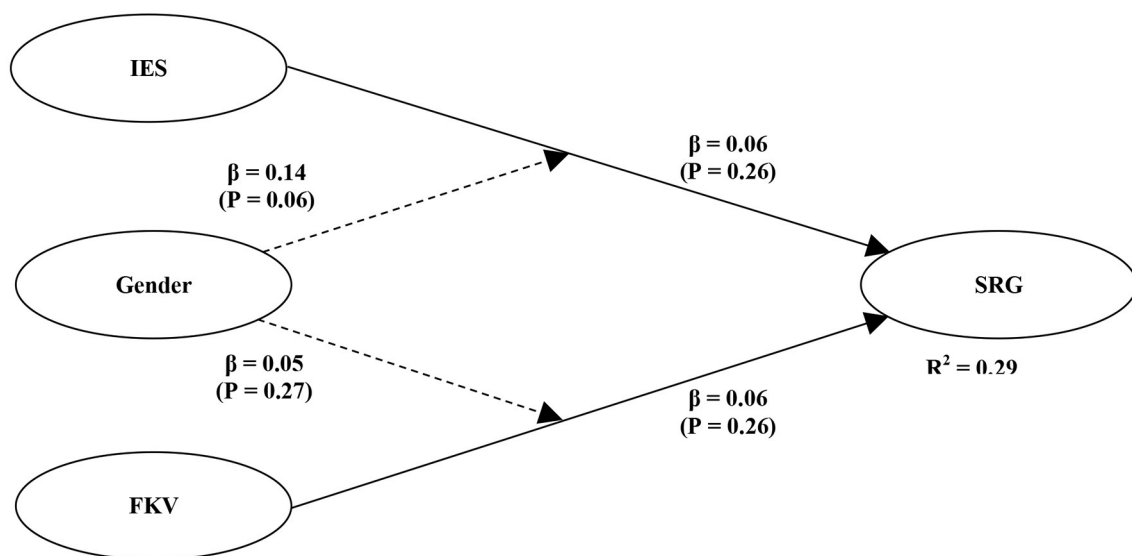 IES
β = 0.06
(P = 0.26)
β = 0.14
(P = 0.06)
Gender
SRG
β = 0.05
(P = 0.27)
R² = 0.29
β = 0.06
(P = 0.26)
FKV